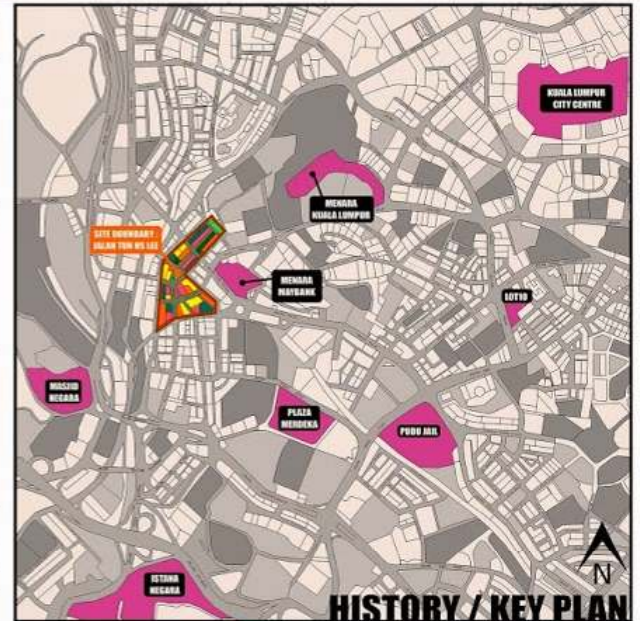 KUALA LUMPUR
CITY CENTRE
MENARA
KUALA LUMPUR
SITE BOUNDARY :
JALAN TUN HS LEE
MENARA
MAYBANK
LOT10
MASJID
NEGARA
PLAZA
MERDEKA
PUDU JAIL
ISTANA
NEGARA
N
HISTORY / KEY PLAN